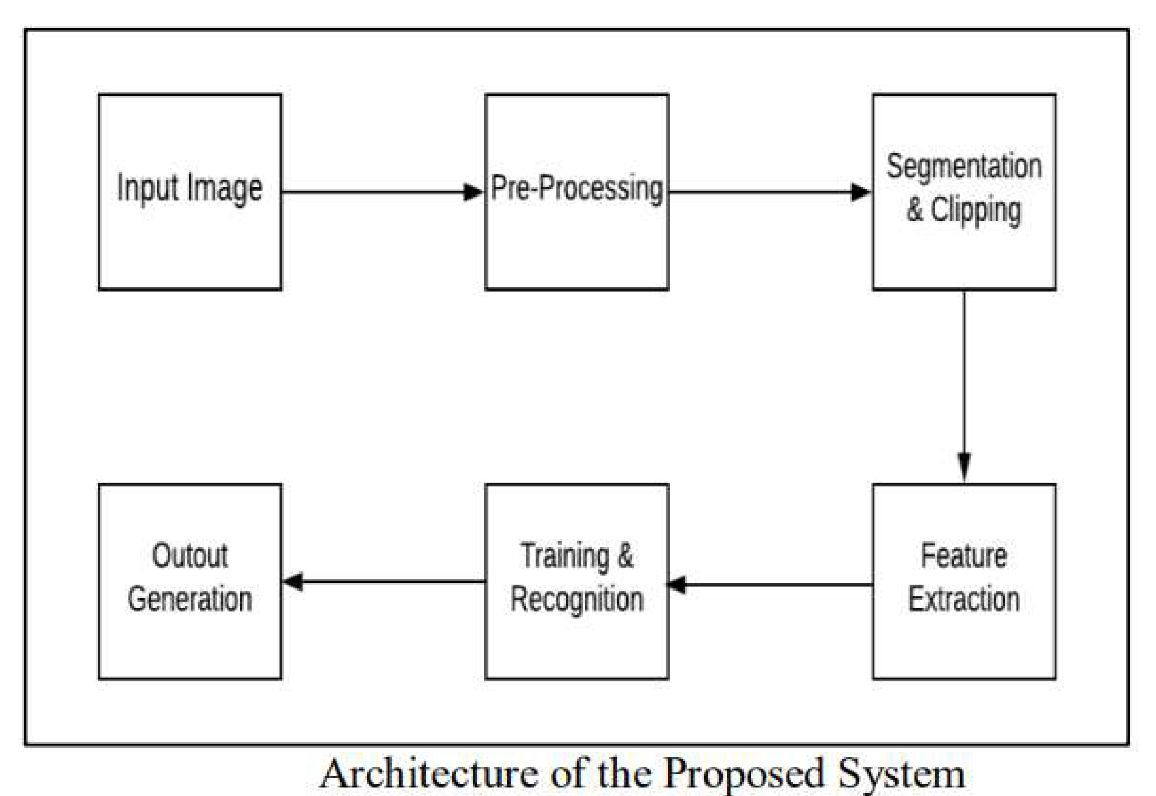 Input Image
Pre-Processing
Segmentation
& Clipping
Feature
Extraction
Training &
Recognition
Outout
Generation
Architecture of the Proposed System